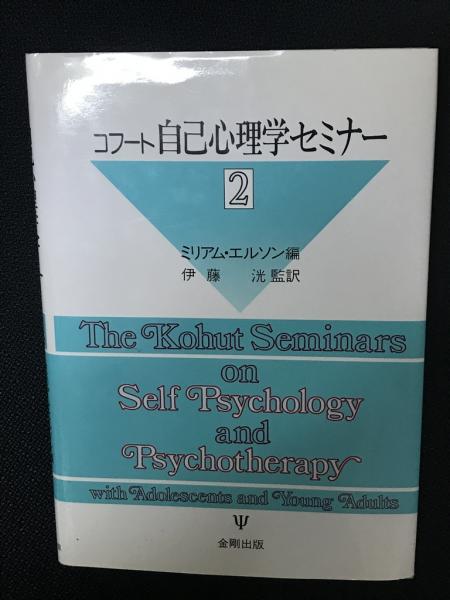 コフート 自己心理学セミナー
2
ミリアム・エルソン編
伊藤 洸監訳
The Kohut Seminars
on
Self Psychology
and
Psychotherapy
with Adolescents and Young Adults
Ψ
金剛出版